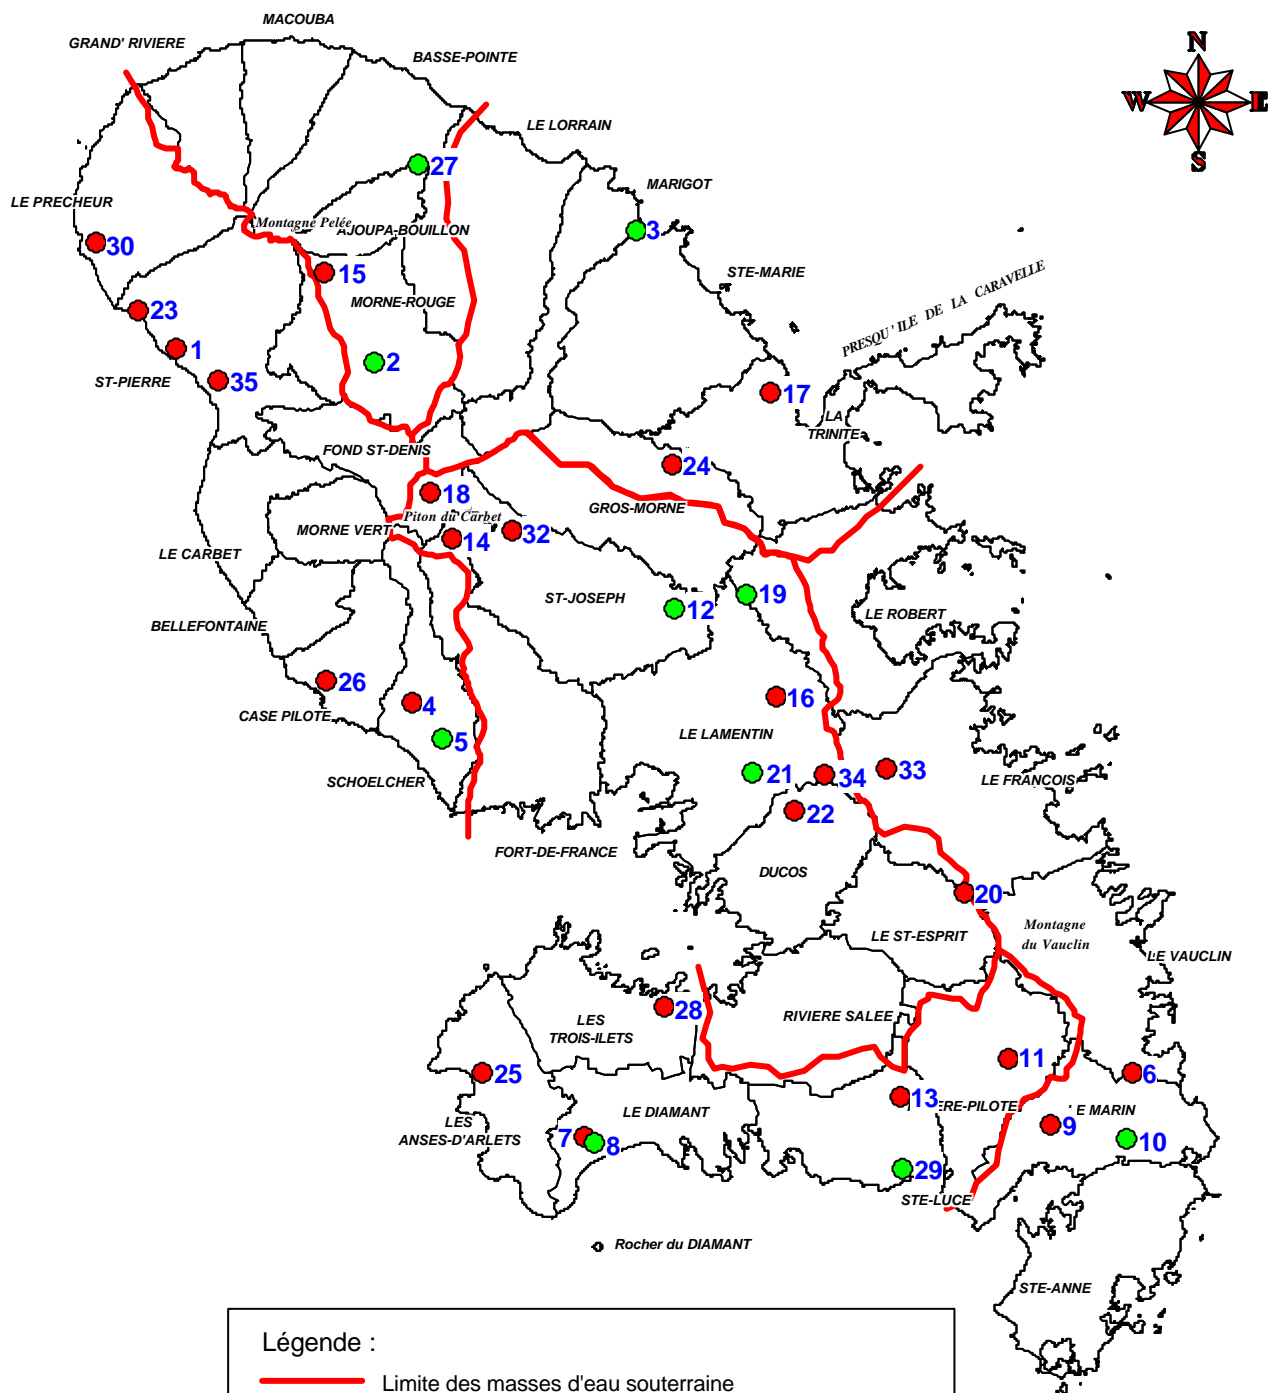 MACOUBA
GRAND' RIVIERE
BASSE-POINTE
N
W
E
S
LE LORRAIN
27
MARIGOT
LE PRECHEUR
Montagne Pelée
AJOUPA-BOUILLON
3
30
15
STE-MARIE
MORNE-ROUGE
PRESQU'ILE DE LA CARAVELLE
23
1
2
ST-PIERRE
35
17
LA
TRINITE
FOND ST-DENIS
24
18
GROS-MORNE
Piton du Carbet
MORNE VERT
32
14
LE CARBET
19
ST-JOSEPH
12
LE ROBERT
BELLEFONTAINE
26
4
16
CASE PILOTE
5
LE LAMENTIN
SCHOELCHER
21
34
33
LE FRANÇOIS
22
FORT-DE-FRANCE
DUCOS
20
Montagne
du Vauclin
LE ST-ESPRIT
LE VAUCLIN
28
RIVIERE SALEE
LES
TROIS-ILETS
11
25
6
13
ERE-PILOTE
LE DIAMANT
E MARIN
LES
ANSES-D'ARLETS
7
8
9
10
29
STE-LUCE
Rocher du DIAMANT
STE-ANNE
Légende :
Limite des masses d'eau souterraine